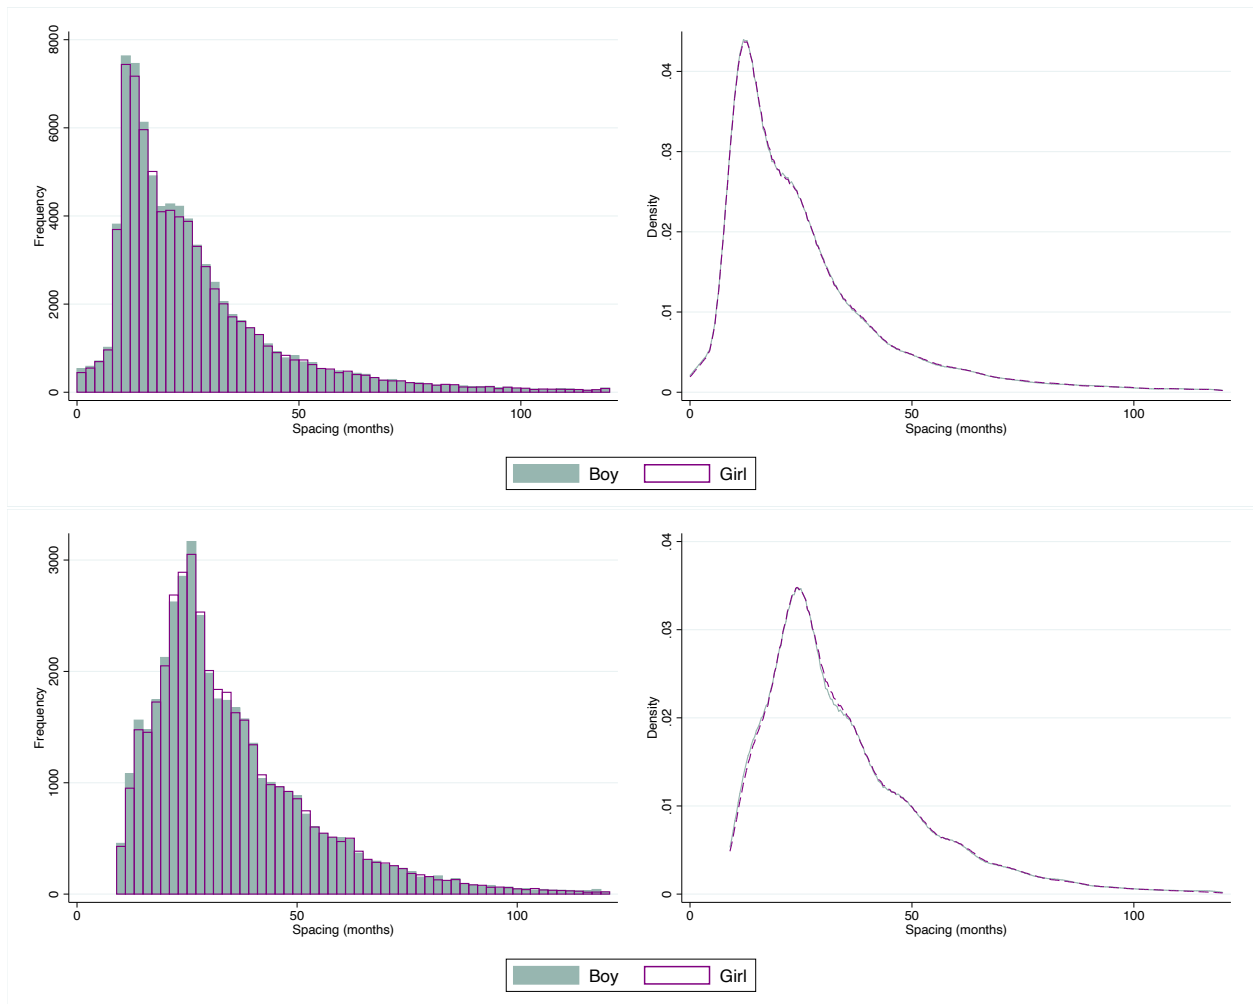 8000
6000
4000
2000
0
Frequency
0 50 100
Spacing (months)
.04
.03
.02
.01
0
Density
0 50 100
Spacing (months)
Boy Girl
3000
2000
1000
0
Frequency
0 50 100
Spacing (months)
.04
.03
.02
.01
0
Density
0 50 100
Spacing (months)
Boy Girl